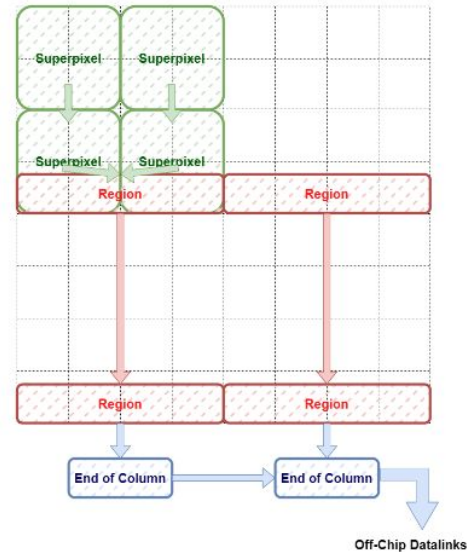 Superpixel Superpixel
Superpixel Superpixel
Region Region
Region Region
End of Column End of Column
Off-Chip Datalinks